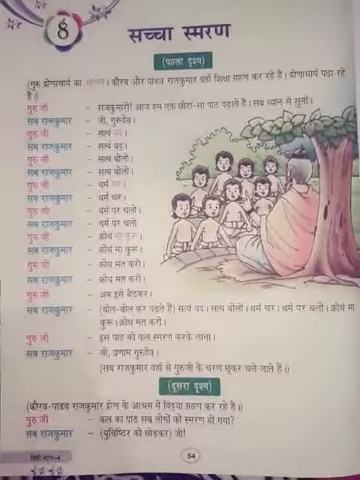 8
सच्चा स्मरण
(पहला दृश्य)
(गुरु द्रोणाचार्य का आश्रम। कौरव और पांडव राजकुमार वहाँ शिक्षा ग्रहण कर रहे हैं। द्रोणाचार्य पढ़ा रहे
हैं।)
गुरु जी – राजकुमारो! आज हम एक छोटा-सा पाठ पढ़ाते हैं। सब ध्यान से सुनो।
सब राजकुमार – जी, गुरुदेव।
गुरु जी – सत्यं वद।
सब राजकुमार – सत्यं वद।
गुरु जी – सत्य बोलो।
सब राजकुमार – सत्य बोलो।
गुरु जी – धर्मं चर।
सब राजकुमार – धर्मं चर।
गुरु जी – धर्म पर चलो।
सब राजकुमार – धर्म पर चलो
गुरु जी – क्रोधं मा कुरू।
सब राजकुमार – क्रोधं मा कुरू।
गुरु जी – क्रोध मत करो।
सब राजकुमार – क्रोध मत करो।
गुरु जी – अब इसे बैठकर।
सब राजकुमार – (बोल-बोल कर पढ़ते हैं) सत्यं वद। सत्य बोलो। धर्मं चर। धर्म पर चलो। क्रोधं मा
कुरू। क्रोध मत करो।
गुरु जी – इस पाठ को कल स्मरण करके लाना।
सब राजकुमार – जी, प्रणाम गुरुदेव।
(सब राजकुमार वहाँ से गुरुजी के चरण छूकर चले जाते हैं।)
(दूसरा दृश्य)
(कौरव-पांडव राजकुमार द्रोण के आश्रम में विद्या ग्रहण कर रहे हैं।)
गुरु जी – कल का पाठ सब लोगों को स्मरण हो गया?
सब राजकुमार – (युधिष्ठिर को छोड़कर) जी!
हिंदी भाग-4
54